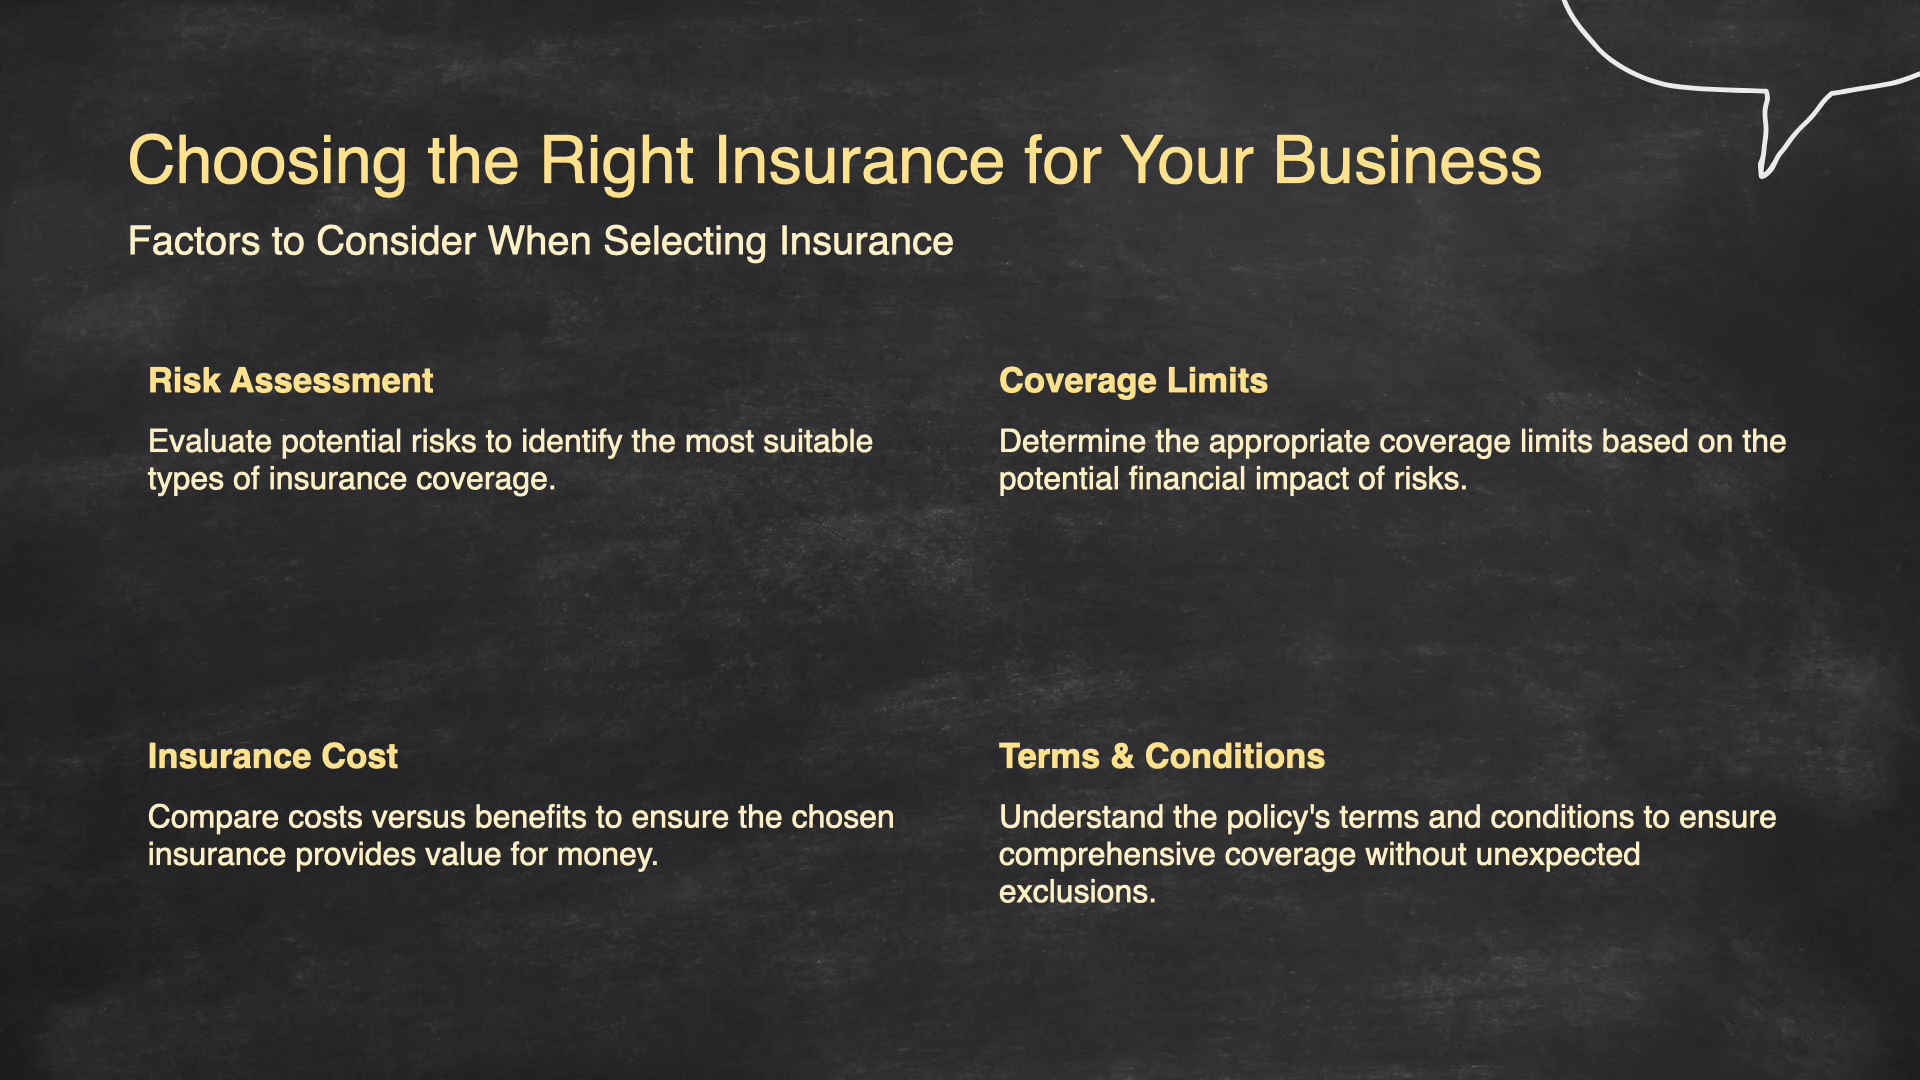 Choosing the Right Insurance for Your Business
Factors to Consider When Selecting Insurance
Risk Assessment
Evaluate potential risks to identify the most suitable
types of insurance coverage.
Coverage Limits
Determine the appropriate coverage limits based on the
potential financial impact of risks.
Insurance Cost
Compare costs versus benefits to ensure the chosen
insurance provides value for money.
Terms & Conditions
Understand the policy's terms and conditions to ensure
comprehensive coverage without unexpected
exclusions.